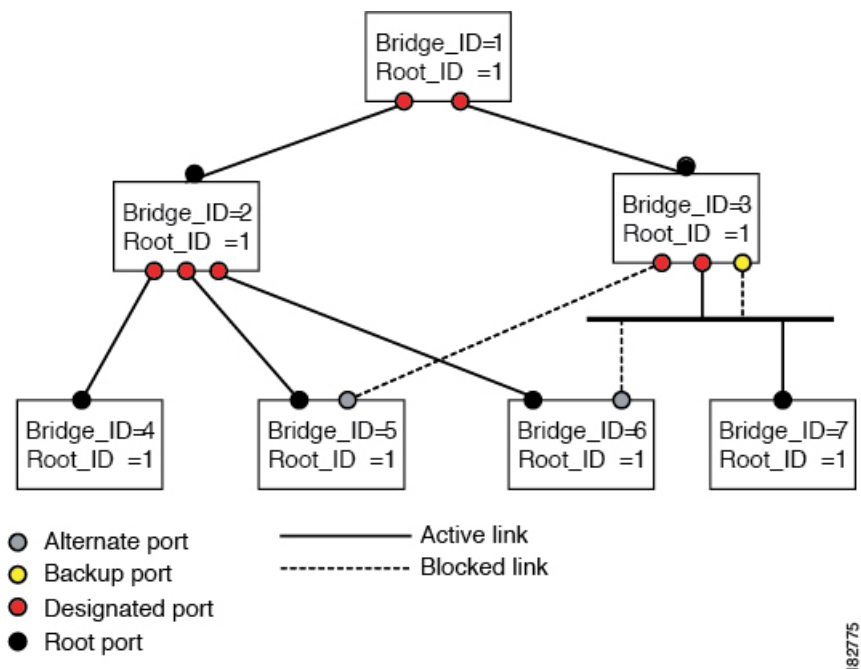 Bridge_ID=1
Root_ID =1
Bridge_ID=2
Root_ID =1
Bridge_ID=3
Root_ID =1
Bridge_ID=4
Root_ID =1
Bridge_ID=5
Root_ID =1
Bridge_ID=6
Root_ID =1
Bridge_ID=7
Root_ID =1
Alternate port
Backup port
Designated port
Root port
Active link
Blocked link